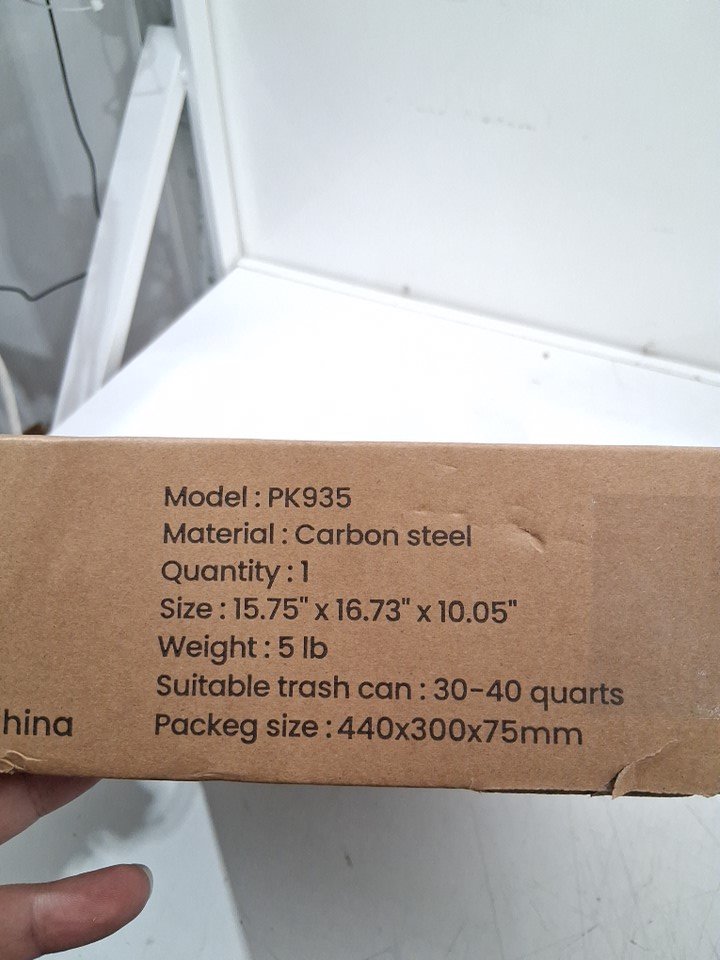 Model : PK935
Material : Carbon steel
Quantity : 1
Size : 15.75" x 16.73" x 10.05"
Weight : 5 lb
Suitable trash can : 30-40 quarts
hina
Packeg size : 440x300x75mm